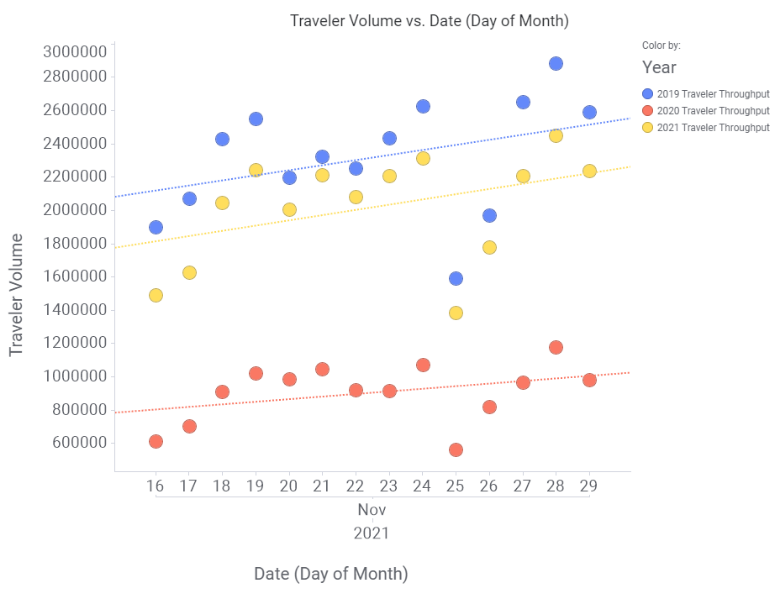 Traveler Volume vs. Date (Day of Month)
Color by:
Year
2019 Traveler Throughput
2020 Traveler Throughput
2021 Traveler Throughput
Traveler Volume
3000000
2800000
2600000
2400000
2200000
2000000
1800000
1600000
1400000
1200000
1000000
800000
600000
16 17 18 19 20 21 22 23 24 25 26 27 28 29
Nov
2021
Date (Day of Month)